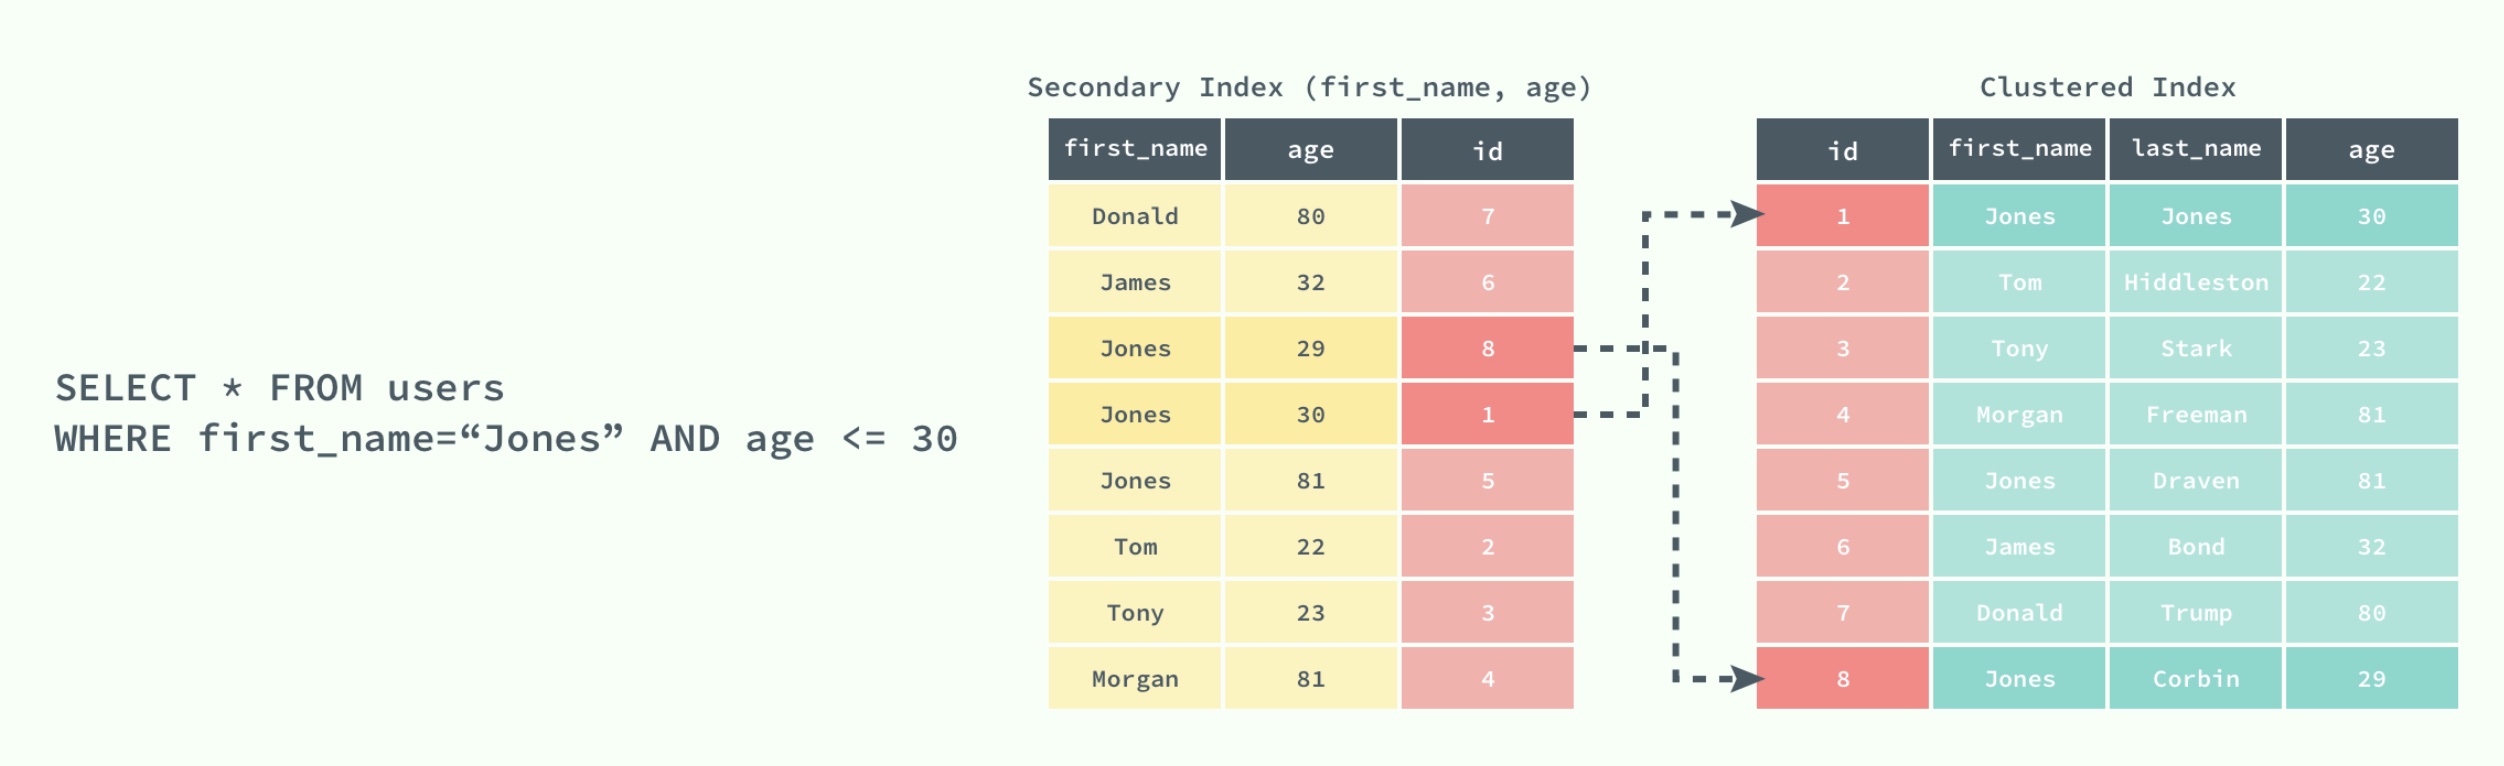 SELECT * FROM users
WHERE first_name=“Jones” AND age <= 30
Secondary Index (first_name, age)
first_name age id
Donald 80 7
James 32 6
Jones 29 8
Jones 30 1
Jones 81 5
Tom 22 2
Tony 23 3
Morgan 81 4
Clustered Index
id first_name last_name age
1 Jones Jones 30
2 Tom Hiddleston 22
3 Tony Stark 23
4 Morgan Freeman 81
5 Jones Draven 81
6 James Bond 32
7 Donald Trump 80
8 Jones Corbin 29